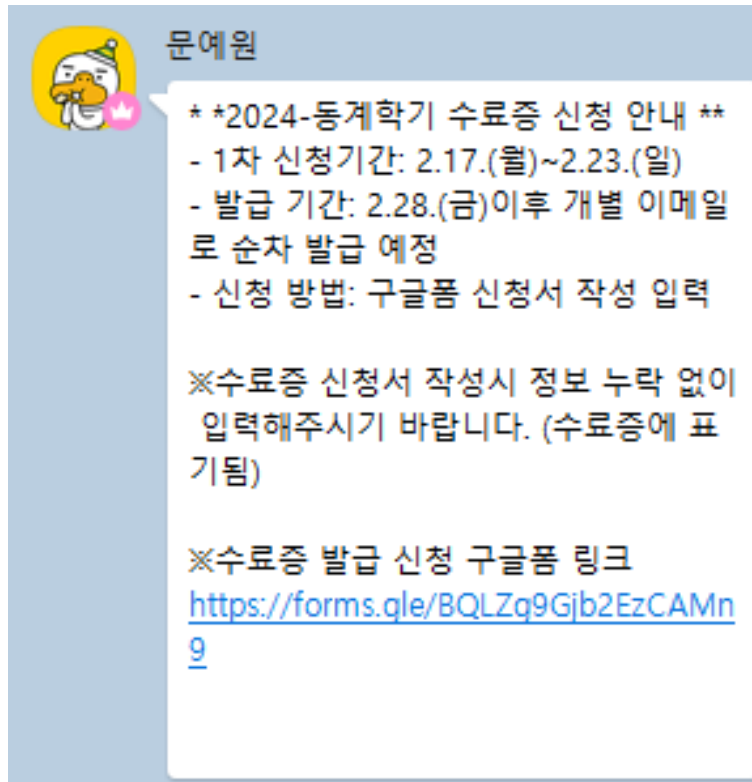 문예원
* *2024-동계학기 수료증 신청 안내 **
- 1차 신청기간: 2.17.(월)~2.23.(일)
- 발급 기간: 2.28.(금)이후 개별 이메일
로 순차 발급 예정
- 신청 방법: 구글폼 신청서 작성 입력
※수료증 신청서 작성시 정보 누락 없이
입력해주시기 바랍니다. (수료증에 표
기됨)
※수료증 발급 신청 구글폼 링크
https://forms.gle/BQLZq9Gjb2EzCAMn
9